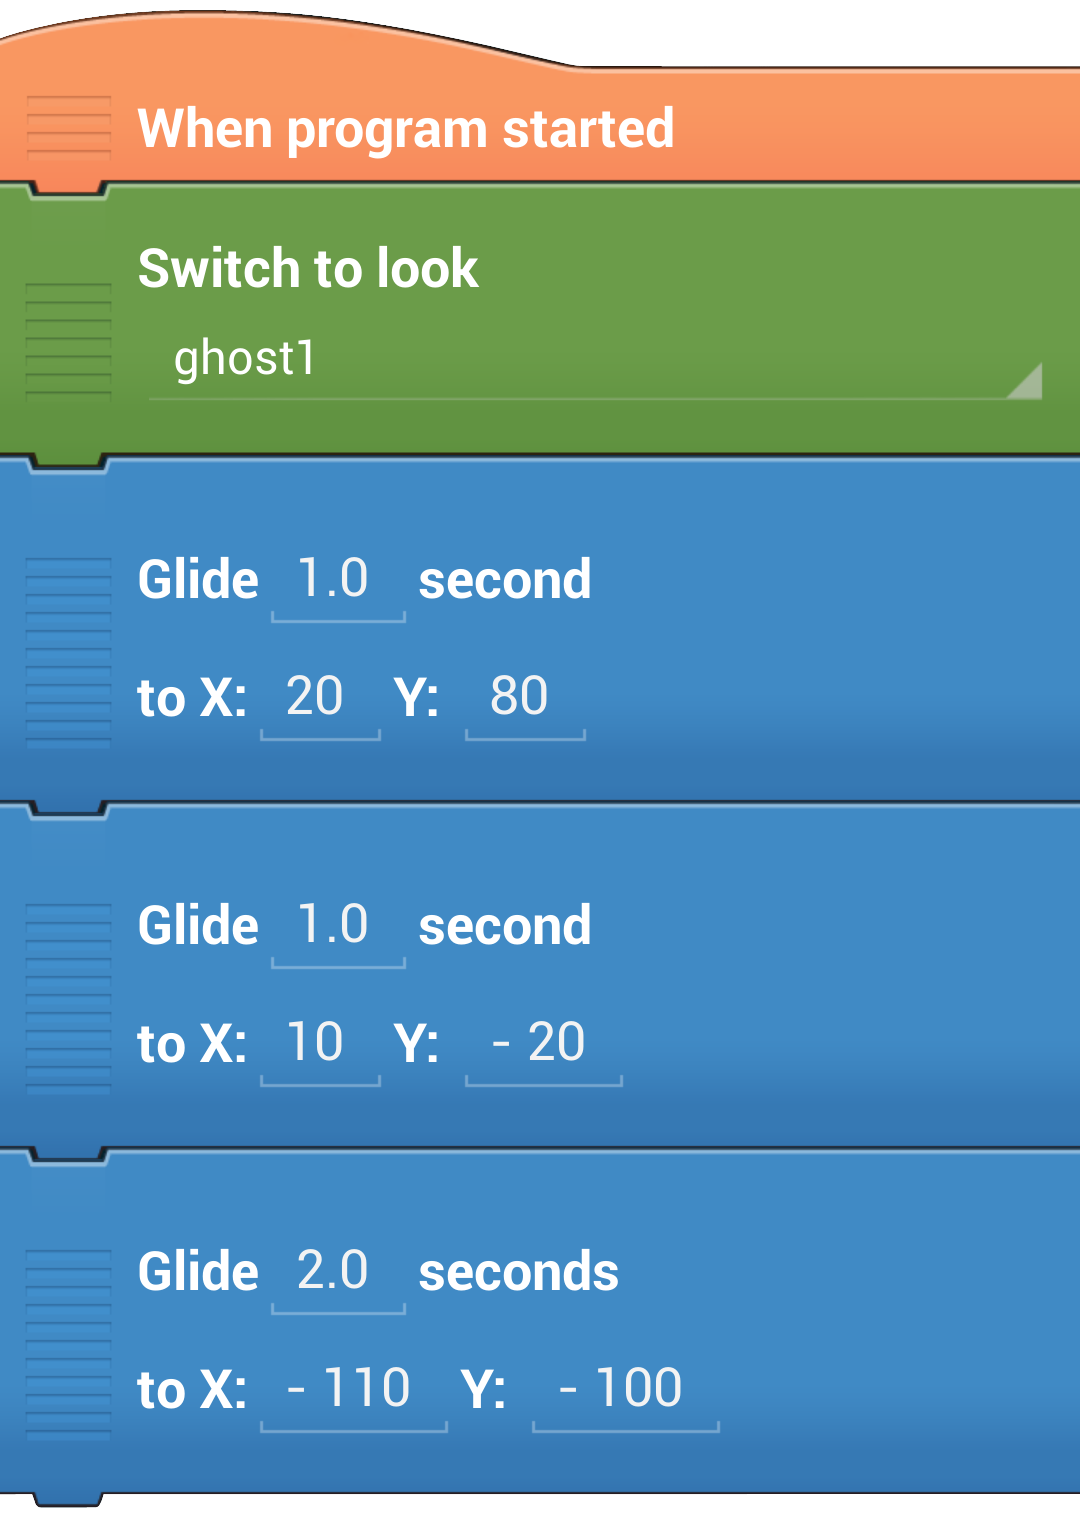 When program started
Switch to look
ghost1
Glide 1.0 second
to X: 20 Y: 80
Glide 1.0 second
to X: 10 Y: - 20
Glide 2.0 seconds
to X: - 110 Y: - 100